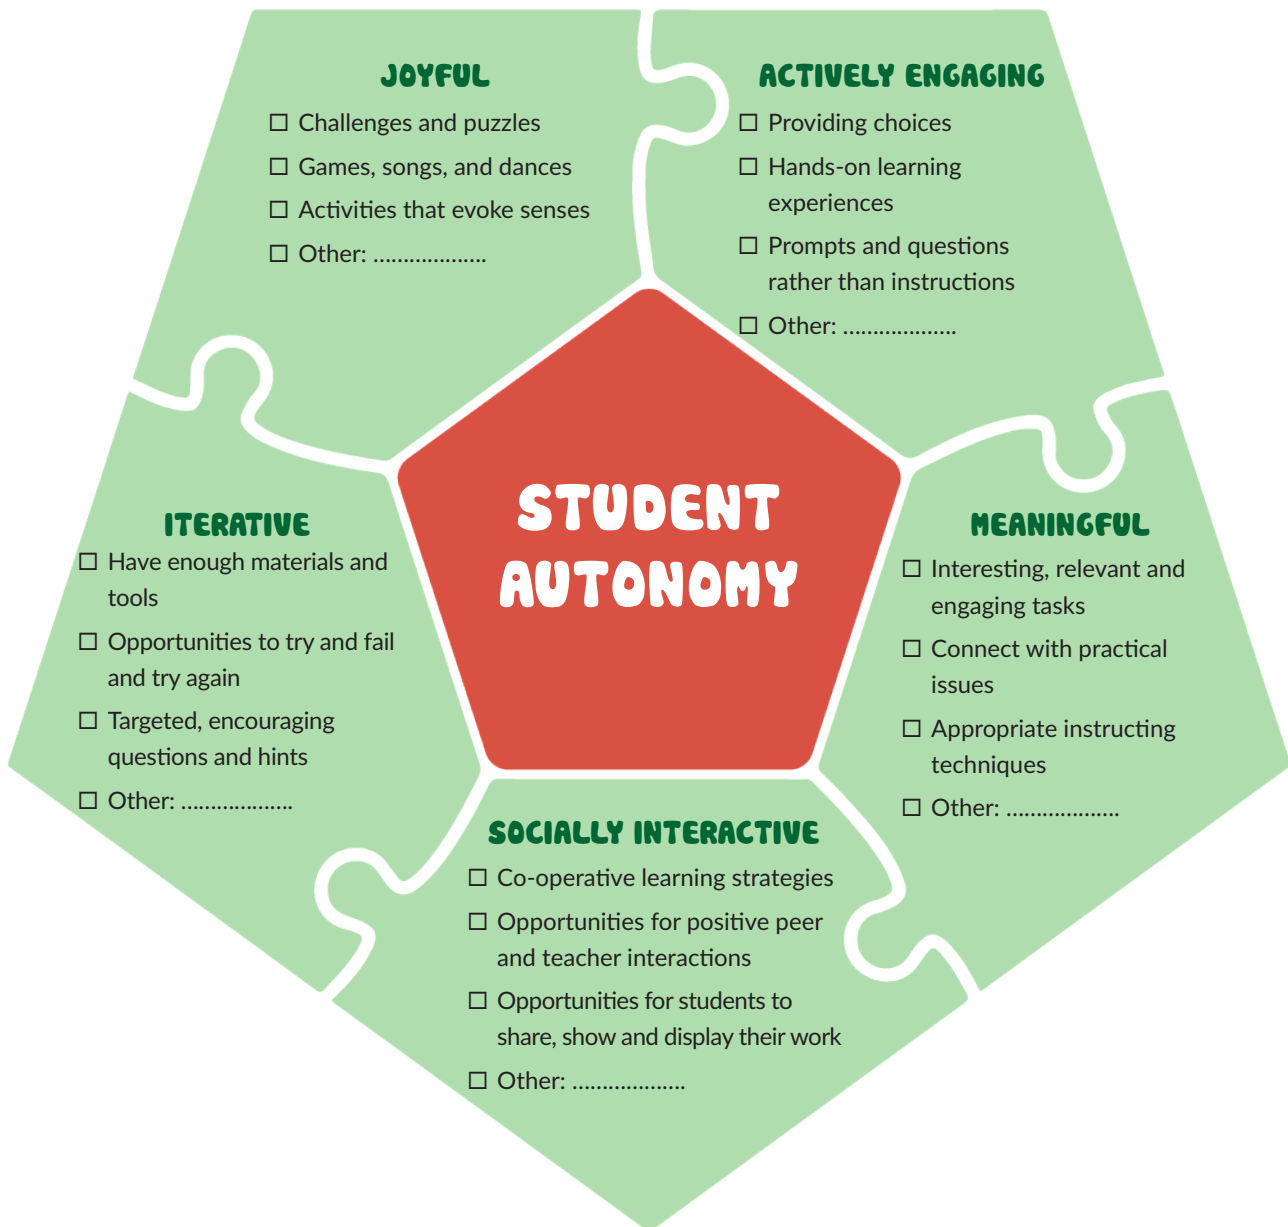 JOYFUL
☐ Challenges and puzzles
☐ Games, songs, and dances
☐ Activities that evoke senses
☐ Other: ...................
ACTIVELY ENGAGING
☐ Providing choices
☐ Hands-on learning
experiences
☐ Prompts and questions
rather than instructions
☐ Other: ...................
STUDENT
AUTONOMY
ITERATIVE
☐ Have enough materials and
tools
☐ Opportunities to try and fail
and try again
☐ Targeted, encouraging
questions and hints
☐ Other: ...................
MEANINGFUL
☐ Interesting, relevant and
engaging tasks
☐ Connect with practical
issues
☐ Appropriate instructing
techniques
☐ Other: ...................
SOCIALLY INTERACTIVE
☐ Co-operative learning strategies
☐ Opportunities for positive peer
and teacher interactions
☐ Opportunities for students to
share, show and display their work
☐ Other: ...................